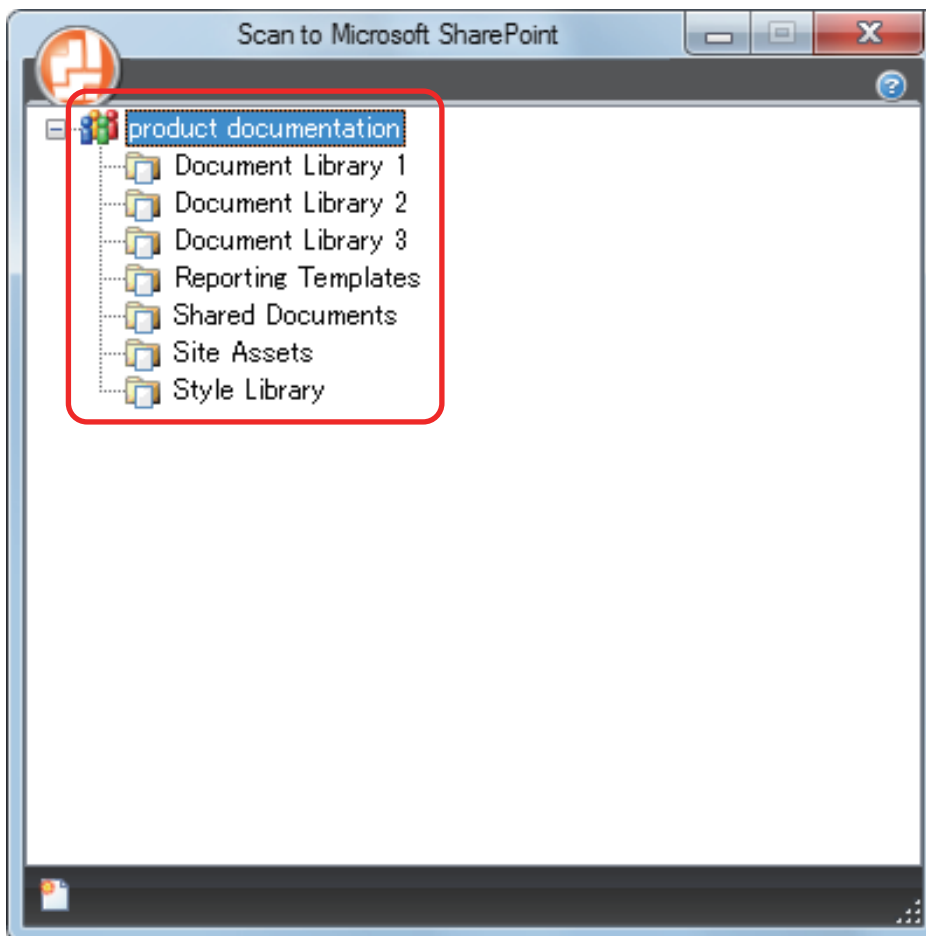 Scan to Microsoft SharePoint
product documentation
Document Library 1
Document Library 2
Document Library 3
Reporting Templates
Shared Documents
Site Assets
Style Library